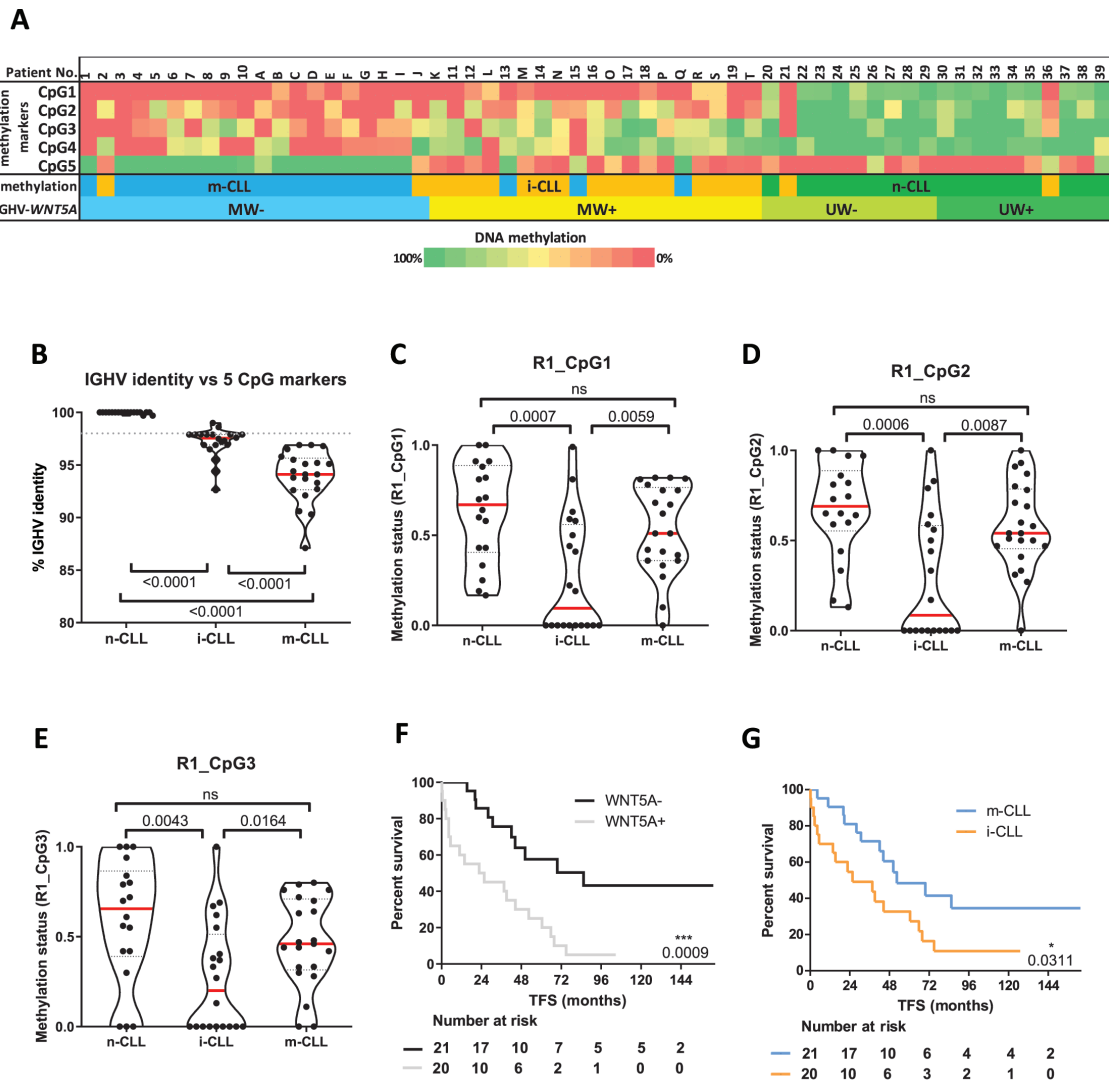 A
Patient No. 1 2 3 4 5 6 7 8 9 10 A B C D E F G H I J K 11 12 L 13 M 14 N 15 O 16 17 18 P Q R S 19 T 20 21 22 23 24 25 26 27 28 29 30 31 32 33 34 35 36 37 38 39
methylation
markers
CpG1
CpG2
CpG3
CpG4
CpG5
methylation m-CLL i-CLL n-CLL
GHV-WNT5A MW- MW+ UW- UW+
DNA methylation
100% 0%
B
IGHV identity vs 5 CpG markers
% IGHV identity
100
95
90
85
80
<0.0001 <0.0001
<0.0001
n-CLL i-CLL m-CLL
C
R1_CpG1
ns
0.0007 0.0059
Methylation status (R1_CpG1)
1.0
0.5
0.0
n-CLL i-CLL m-CLL
D
R1_CpG2
ns
0.0006 0.0087
Methylation status (R1_CpG2)
1.0
0.5
0.0
n-CLL i-CLL m-CLL
E
R1_CpG3
ns
0.0043 0.0164
Methylation status (R1_CpG3)
1.0
0.5
0.0
n-CLL i-CLL m-CLL
F
Percent survival
100
80
60
40
20
0
WNT5A-
WNT5A+
***
0.0009
0 24 48 72 96 120 144
TFS (months)
Number at risk
21 17 10 7 5 5 2
20 10 6 2 1 0 0
G
Percent survival
100
80
60
40
20
0
m-CLL
i-CLL
*
0.0311
0 24 48 72 96 120 144
TFS (months)
Number at risk
21 17 10 6 4 4 2
20 10 6 3 2 1 0